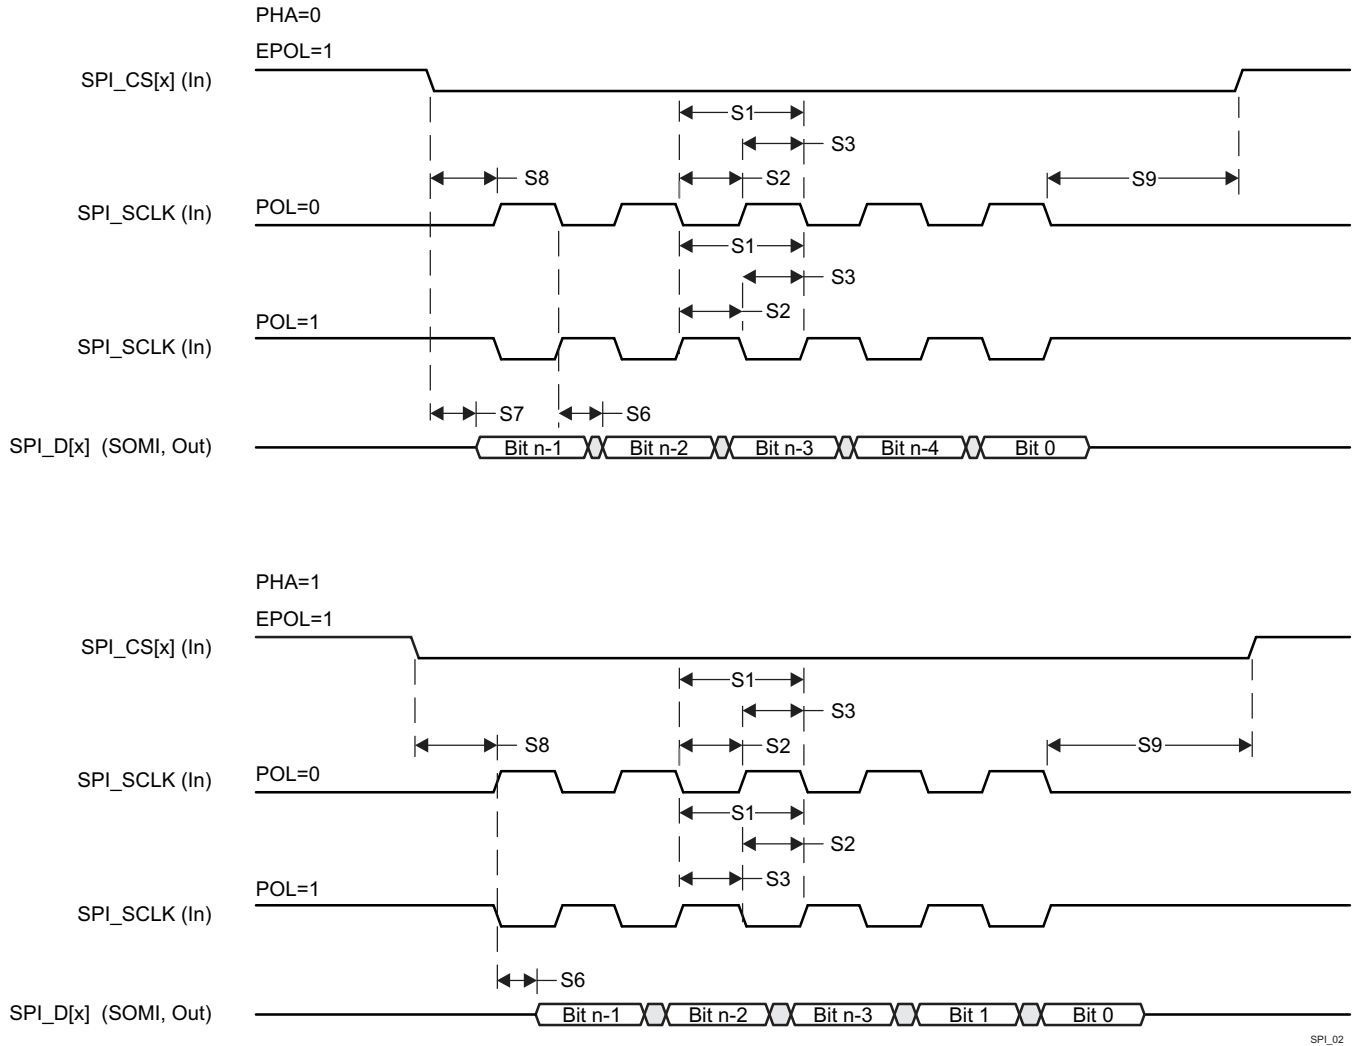 PHA=0
EPOL=1
SPI_CS[x] (In)
S1
S3
S8
S2
S9
POL=0
SPI_SCLK (In)
S1
S3
S2
POL=1
SPI_SCLK (In)
S7
S6
SPI_D[x] (SOMI, Out)
Bit n-1
Bit n-2
Bit n-3
Bit n-4
Bit 0
PHA=1
EPOL=1
SPI_CS[x] (In)
S1
S3
S8
S2
S9
POL=0
SPI_SCLK (In)
S1
S2
S3
POL=1
SPI_SCLK (In)
S6
SPI_D[x] (SOMI, Out)
Bit n-1
Bit n-2
Bit n-3
Bit 1
Bit 0
SPI_02